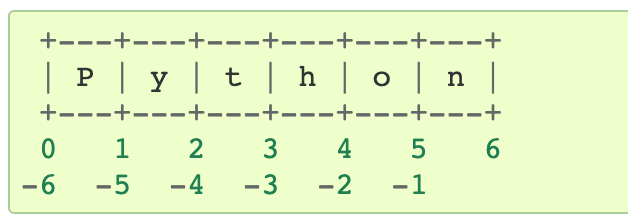 +---+---+---+---+---+---+
| P | y | t | h | o | n |
+---+---+---+---+---+---+
0   1   2   3   4   5   6
-6  -5  -4  -3  -2  -1